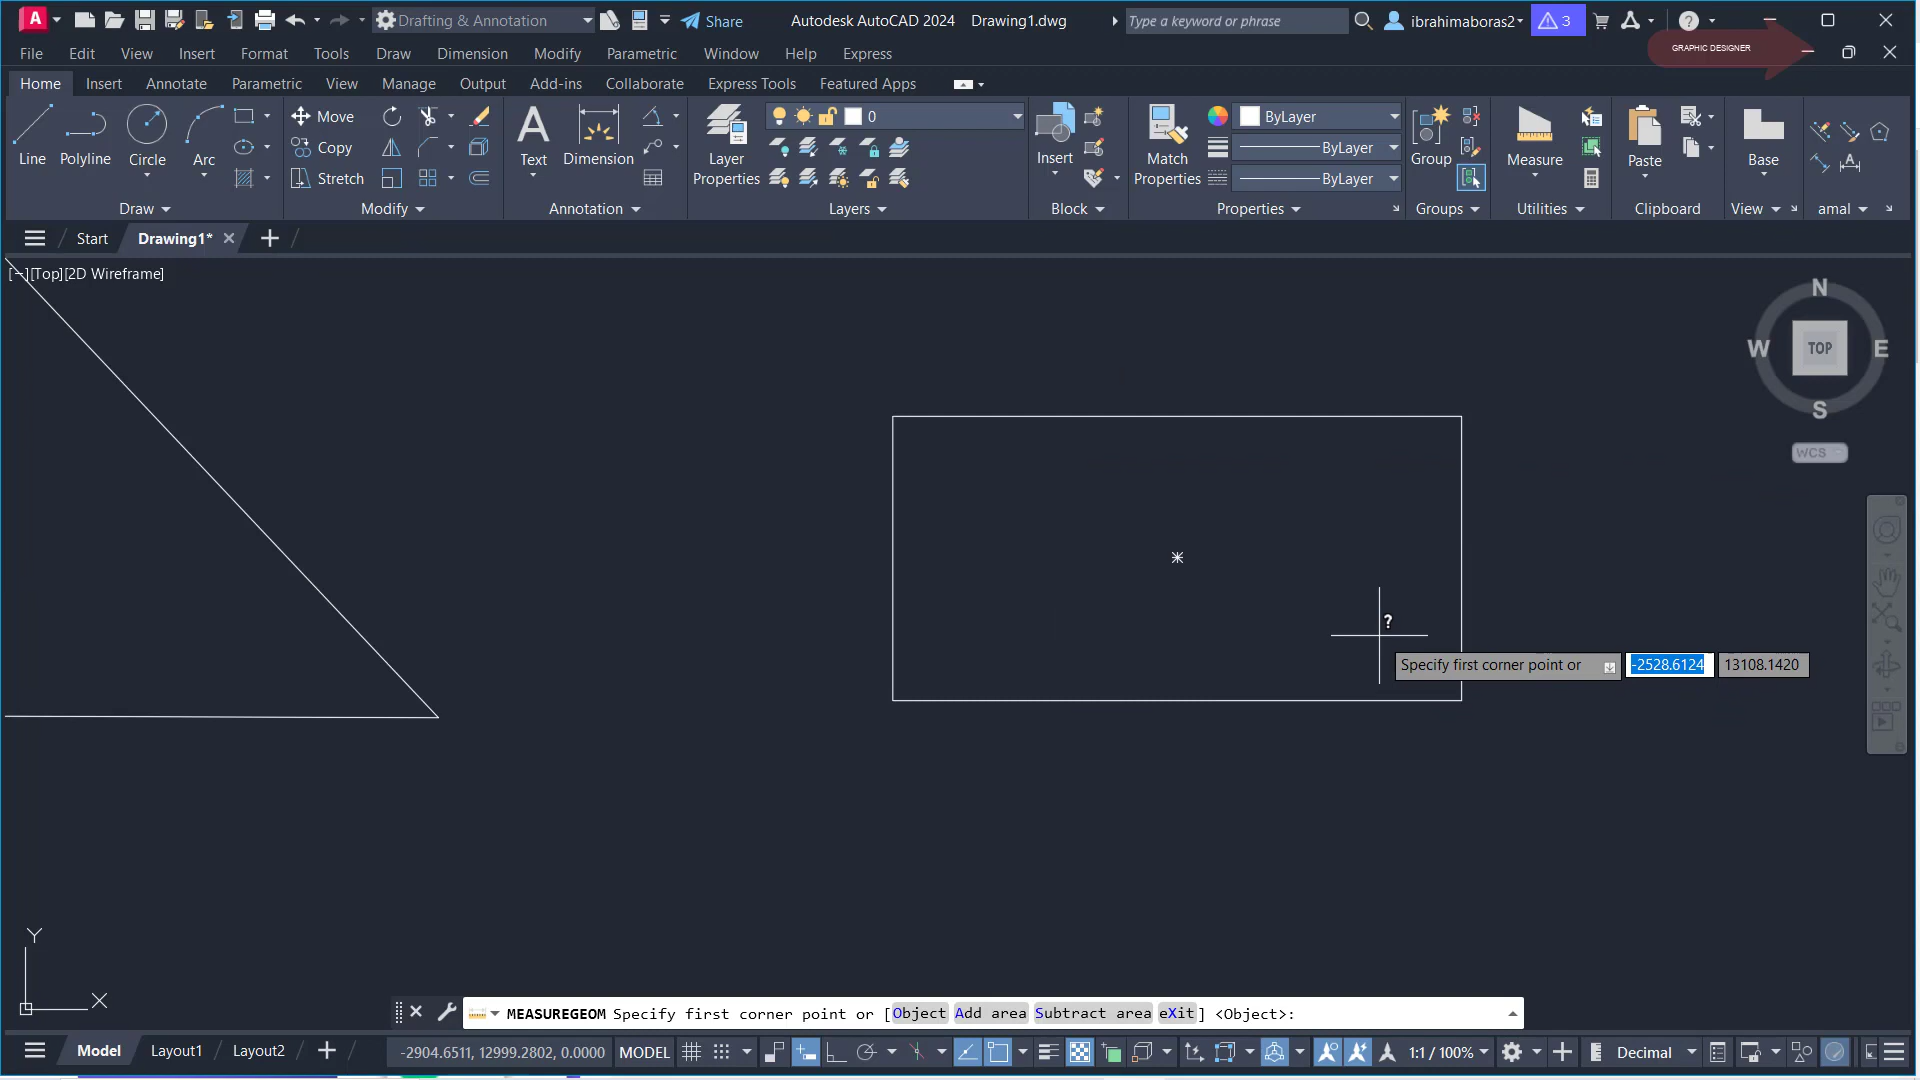 A Drafting & Annotation Share Autodesk AutoCAD 2024 Drawing1.dwg Type a keyword or phrase ibrahimaboras2 3
GRAPHIC DESIGNER
File Edit View Insert Format Tools Draw Dimension Modify Parametric Window Help Express
Home Insert Annotate Parametric View Manage Output Add-ins Collaborate Express Tools Featured Apps
Line Polyline Circle Arc
Move
Copy
Stretch
Text Dimension
Layer Properties
0
Insert
Match Properties
ByLayer
ByLayer
ByLayer
Group
Measure
Paste
Base
Draw Modify Annotation Layers Block Properties Groups Utilities Clipboard View amal
Start Drawing1* +
[−][Top][2D Wireframe]
N
W TOP E
S
WCS
?
Specify first corner point or -2528.6124 13108.1420
Y
X
MEASUREGEOM Specify first corner point or [Object Add area Subtract area eXit] <Object>:
Model Layout1 Layout2 + -2904.6511, 12999.2802, 0.0000 MODEL 1:1 / 100% Decimal